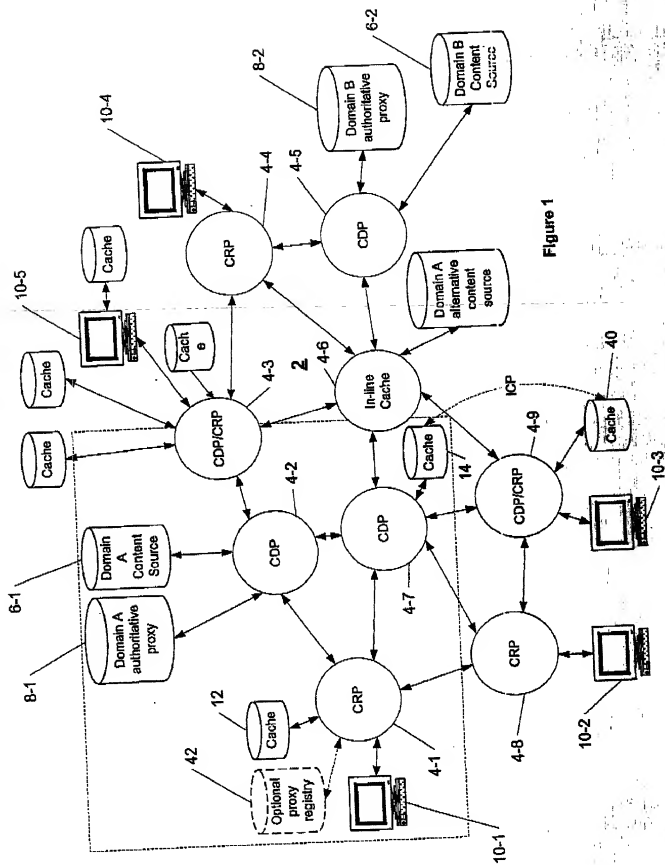 10-4
8-2
6-2
10-5
Cache
Cache
Cache
Cach
e
4-4
CRP
4-5
CDP
Domain B
authoritative
proxy
Domain B
Content
Source
6-1
8-1
Domain A
authoritative
proxy
Domain
A
Content
Source
4-3
CDP/CRP
2
4-6
In-line
Cache
Domain A
alternative
content
source
Figure 1
4-2
CDP
CDP
4-7
Cache
14
ICP
40
Cache
4-9
CDP/CRP
12
Cache
42
Optional
proxy
registry
CRP
4-1
10-1
CRP
4-8
10-2
10-3